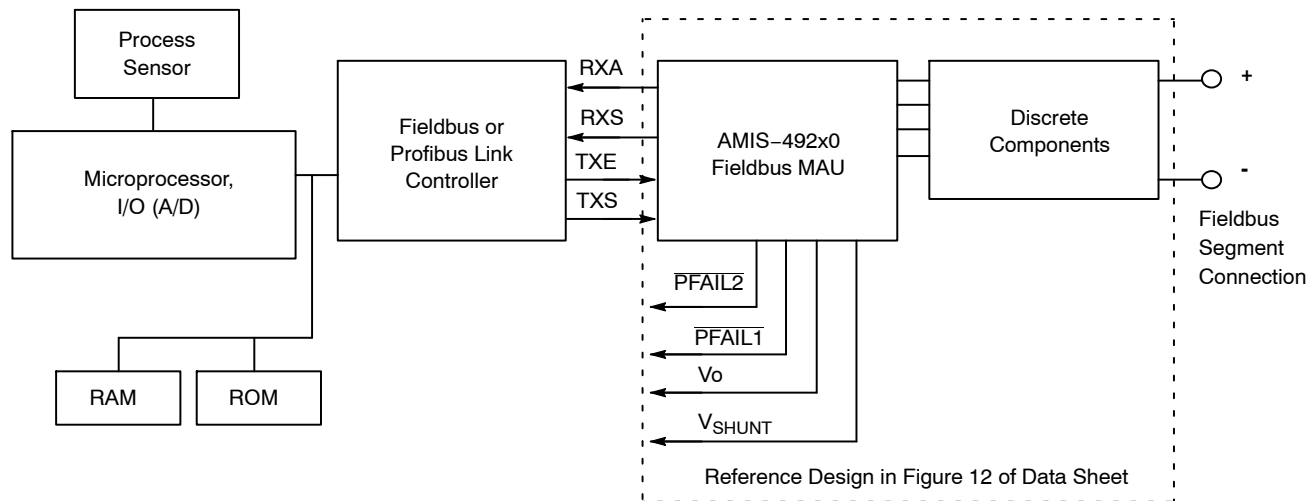 Process
Sensor
Microprocessor,
I/O (A/D)
RAM
ROM
Fieldbus or
Profibus Link
Controller
RXA
RXS
TXE
TXS
AMIS−492x0
Fieldbus MAU
Discrete
Components
+
-
Fieldbus
Segment
Connection
PFAIL2
PFAIL1
Vo
VSHUNT
Reference Design in Figure 12 of Data Sheet